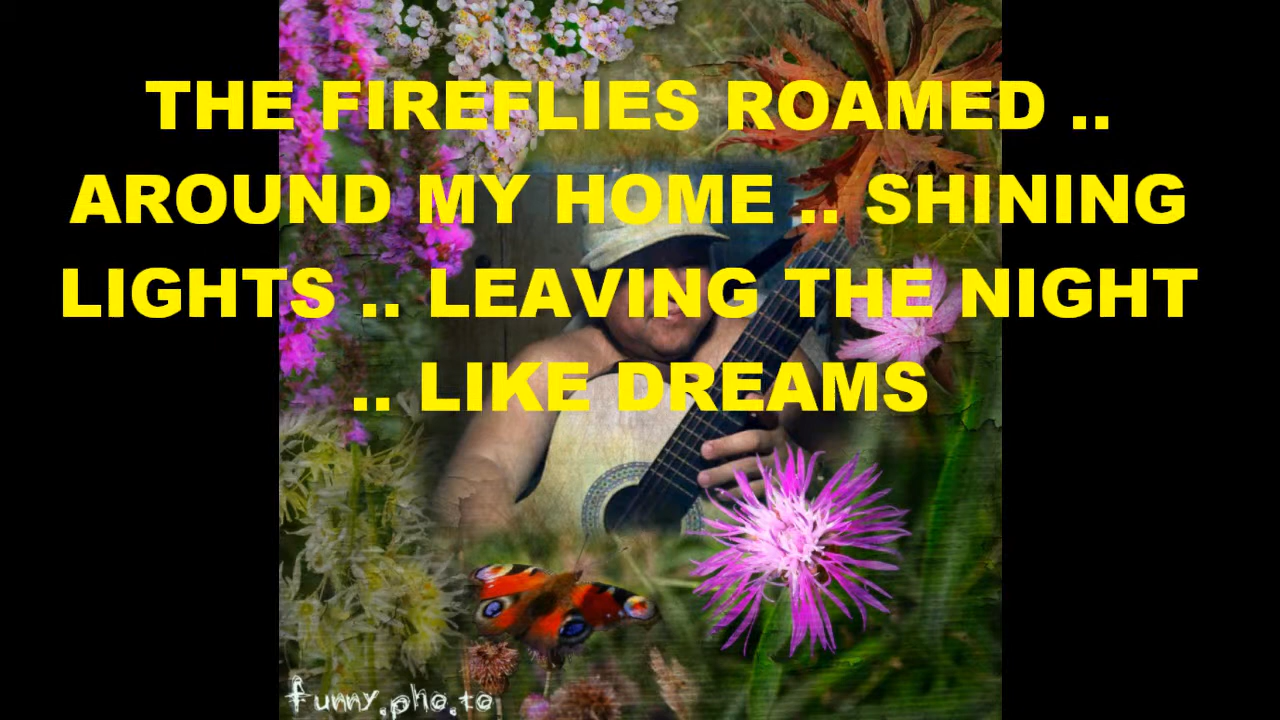 THE FIREFLIES ROAMED ..
AROUND MY HOME .. SHINING
LIGHTS .. LEAVING THE NIGHT
.. LIKE DREAMS
funny.pho.to